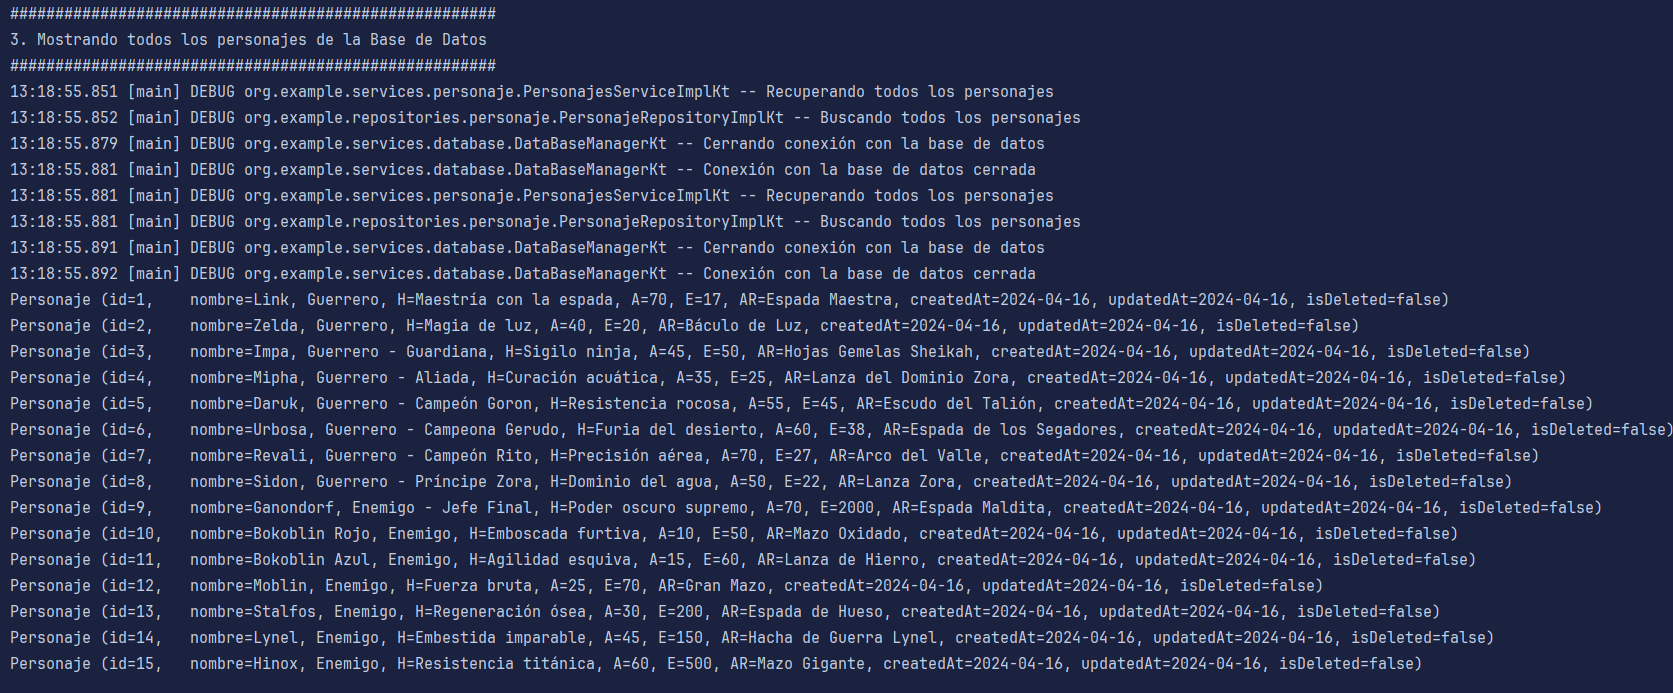 ######################################################
3. Mostrando todos los personajes de la Base de Datos
######################################################
13:18:55.851 [main] DEBUG org.example.services.personaje.PersonajesServiceImplKt -- Recuperando todos los personajes
13:18:55.852 [main] DEBUG org.example.repositories.personaje.PersonajeRepositoryImplKt -- Buscando todos los personajes
13:18:55.879 [main] DEBUG org.example.services.database.DataBaseManagerKt -- Cerrando conexión con la base de datos
13:18:55.881 [main] DEBUG org.example.services.database.DataBaseManagerKt -- Conexión con la base de datos cerrada
13:18:55.881 [main] DEBUG org.example.services.personaje.PersonajesServiceImplKt -- Recuperando todos los personajes
13:18:55.881 [main] DEBUG org.example.repositories.personaje.PersonajeRepositoryImplKt -- Buscando todos los personajes
13:18:55.891 [main] DEBUG org.example.services.database.DataBaseManagerKt -- Cerrando conexión con la base de datos
13:18:55.892 [main] DEBUG org.example.services.database.DataBaseManagerKt -- Conexión con la base de datos cerrada
Personaje (id=1,    nombre=Link, Guerrero, H=Maestría con la espada, A=70, E=17, AR=Espada Maestra, createdAt=2024-04-16, updatedAt=2024-04-16, isDeleted=false)
Personaje (id=2,    nombre=Zelda, Guerrero, H=Magia de luz, A=40, E=20, AR=Báculo de Luz, createdAt=2024-04-16, updatedAt=2024-04-16, isDeleted=false)
Personaje (id=3,    nombre=Impa, Guerrero - Guardiana, H=Sigilo ninja, A=45, E=50, AR=Hojas Gemelas Sheikah, createdAt=2024-04-16, updatedAt=2024-04-16, isDeleted=false)
Personaje (id=4,    nombre=Mipha, Guerrero - Aliada, H=Curación acuática, A=35, E=25, AR=Lanza del Dominio Zora, createdAt=2024-04-16, updatedAt=2024-04-16, isDeleted=false)
Personaje (id=5,    nombre=Daruk, Guerrero - Campeón Goron, H=Resistencia rocosa, A=55, E=45, AR=Escudo del Talión, createdAt=2024-04-16, updatedAt=2024-04-16, isDeleted=false)
Personaje (id=6,    nombre=Urbosa, Guerrero - Campeona Gerudo, H=Furia del desierto, A=60, E=38, AR=Espada de los Segadores, createdAt=2024-04-16, updatedAt=2024-04-16, isDeleted=false)
Personaje (id=7,    nombre=Revali, Guerrero - Campeón Rito, H=Precisión aérea, A=70, E=27, AR=Arco del Valle, createdAt=2024-04-16, updatedAt=2024-04-16, isDeleted=false)
Personaje (id=8,    nombre=Sidon, Guerrero - Príncipe Zora, H=Dominio del agua, A=50, E=22, AR=Lanza Zora, createdAt=2024-04-16, updatedAt=2024-04-16, isDeleted=false)
Personaje (id=9,    nombre=Ganondorf, Enemigo - Jefe Final, H=Poder oscuro supremo, A=70, E=2000, AR=Espada Maldita, createdAt=2024-04-16, updatedAt=2024-04-16, isDeleted=false)
Personaje (id=10,   nombre=Bokoblin Rojo, Enemigo, H=Emboscada furtiva, A=10, E=50, AR=Mazo Oxidado, createdAt=2024-04-16, updatedAt=2024-04-16, isDeleted=false)
Personaje (id=11,   nombre=Bokoblin Azul, Enemigo, H=Agilidad esquiva, A=15, E=60, AR=Lanza de Hierro, createdAt=2024-04-16, updatedAt=2024-04-16, isDeleted=false)
Personaje (id=12,   nombre=Moblin, Enemigo, H=Fuerza bruta, A=25, E=70, AR=Gran Mazo, createdAt=2024-04-16, updatedAt=2024-04-16, isDeleted=false)
Personaje (id=13,   nombre=Stalfos, Enemigo, H=Regeneración ósea, A=30, E=200, AR=Espada de Hueso, createdAt=2024-04-16, updatedAt=2024-04-16, isDeleted=false)
Personaje (id=14,   nombre=Lynel, Enemigo, H=Embestida imparable, A=45, E=150, AR=Hacha de Guerra Lynel, createdAt=2024-04-16, updatedAt=2024-04-16, isDeleted=false)
Personaje (id=15,   nombre=Hinox, Enemigo, H=Resistencia titánica, A=60, E=500, AR=Mazo Gigante, createdAt=2024-04-16, updatedAt=2024-04-16, isDeleted=false)